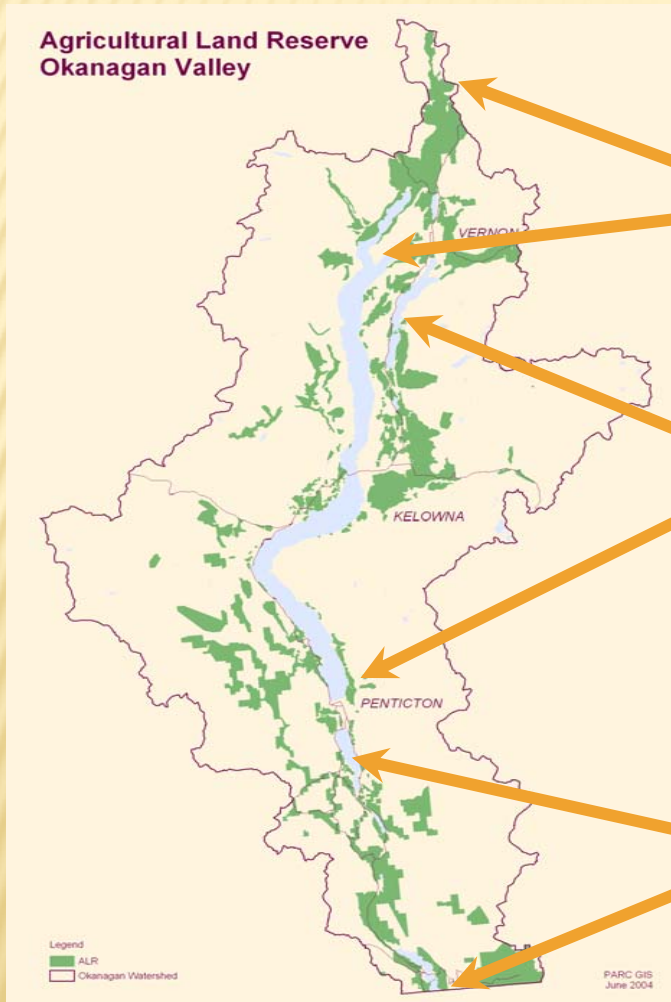 Agricultural Land Reserve
Okanagan Valley
VERNON
KELOWNA
PENTICTON
Legend
ALR
Okanagan Watershed
PARC GIS
June 2004